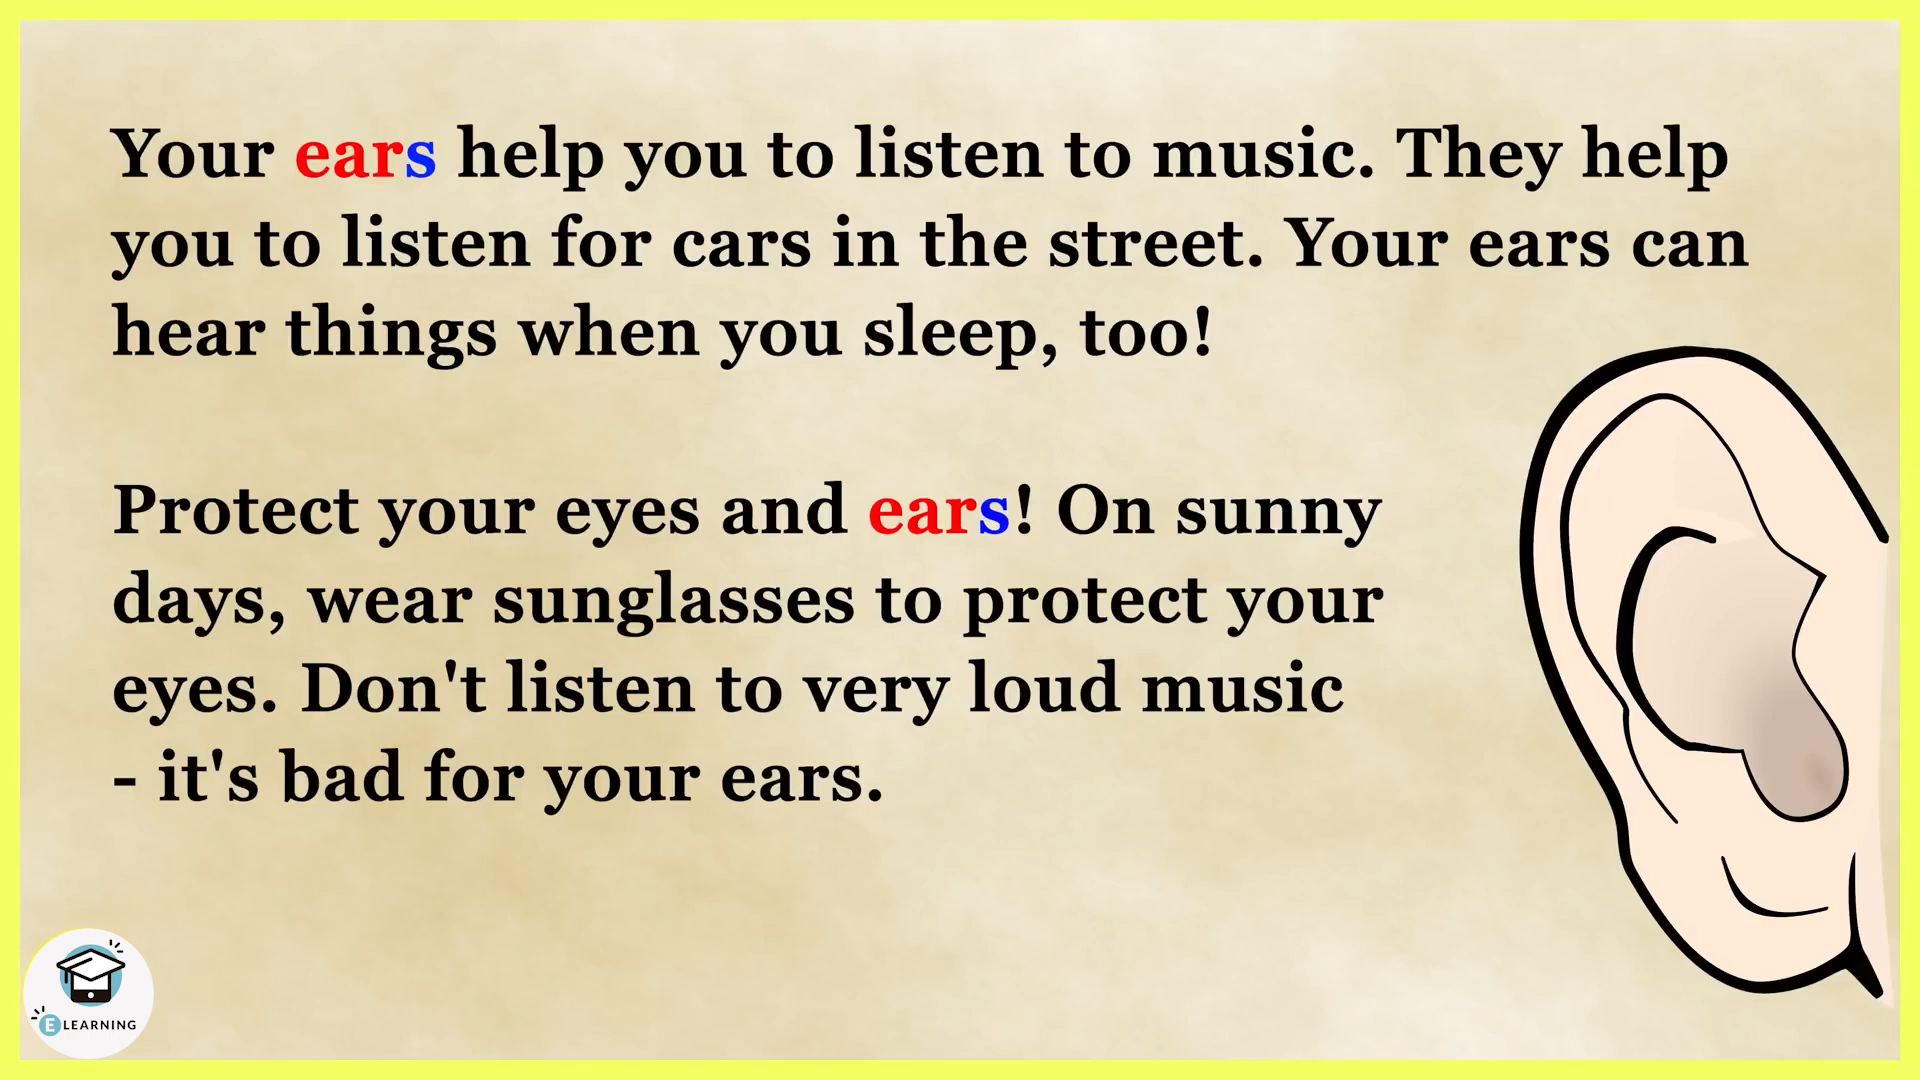 Your ears help you to listen to music. They help
you to listen for cars in the street. Your ears can
hear things when you sleep, too!
Protect your eyes and ears! On sunny
days, wear sunglasses to protect your
eyes. Don't listen to very loud music
- it's bad for your ears.
E LEARNING